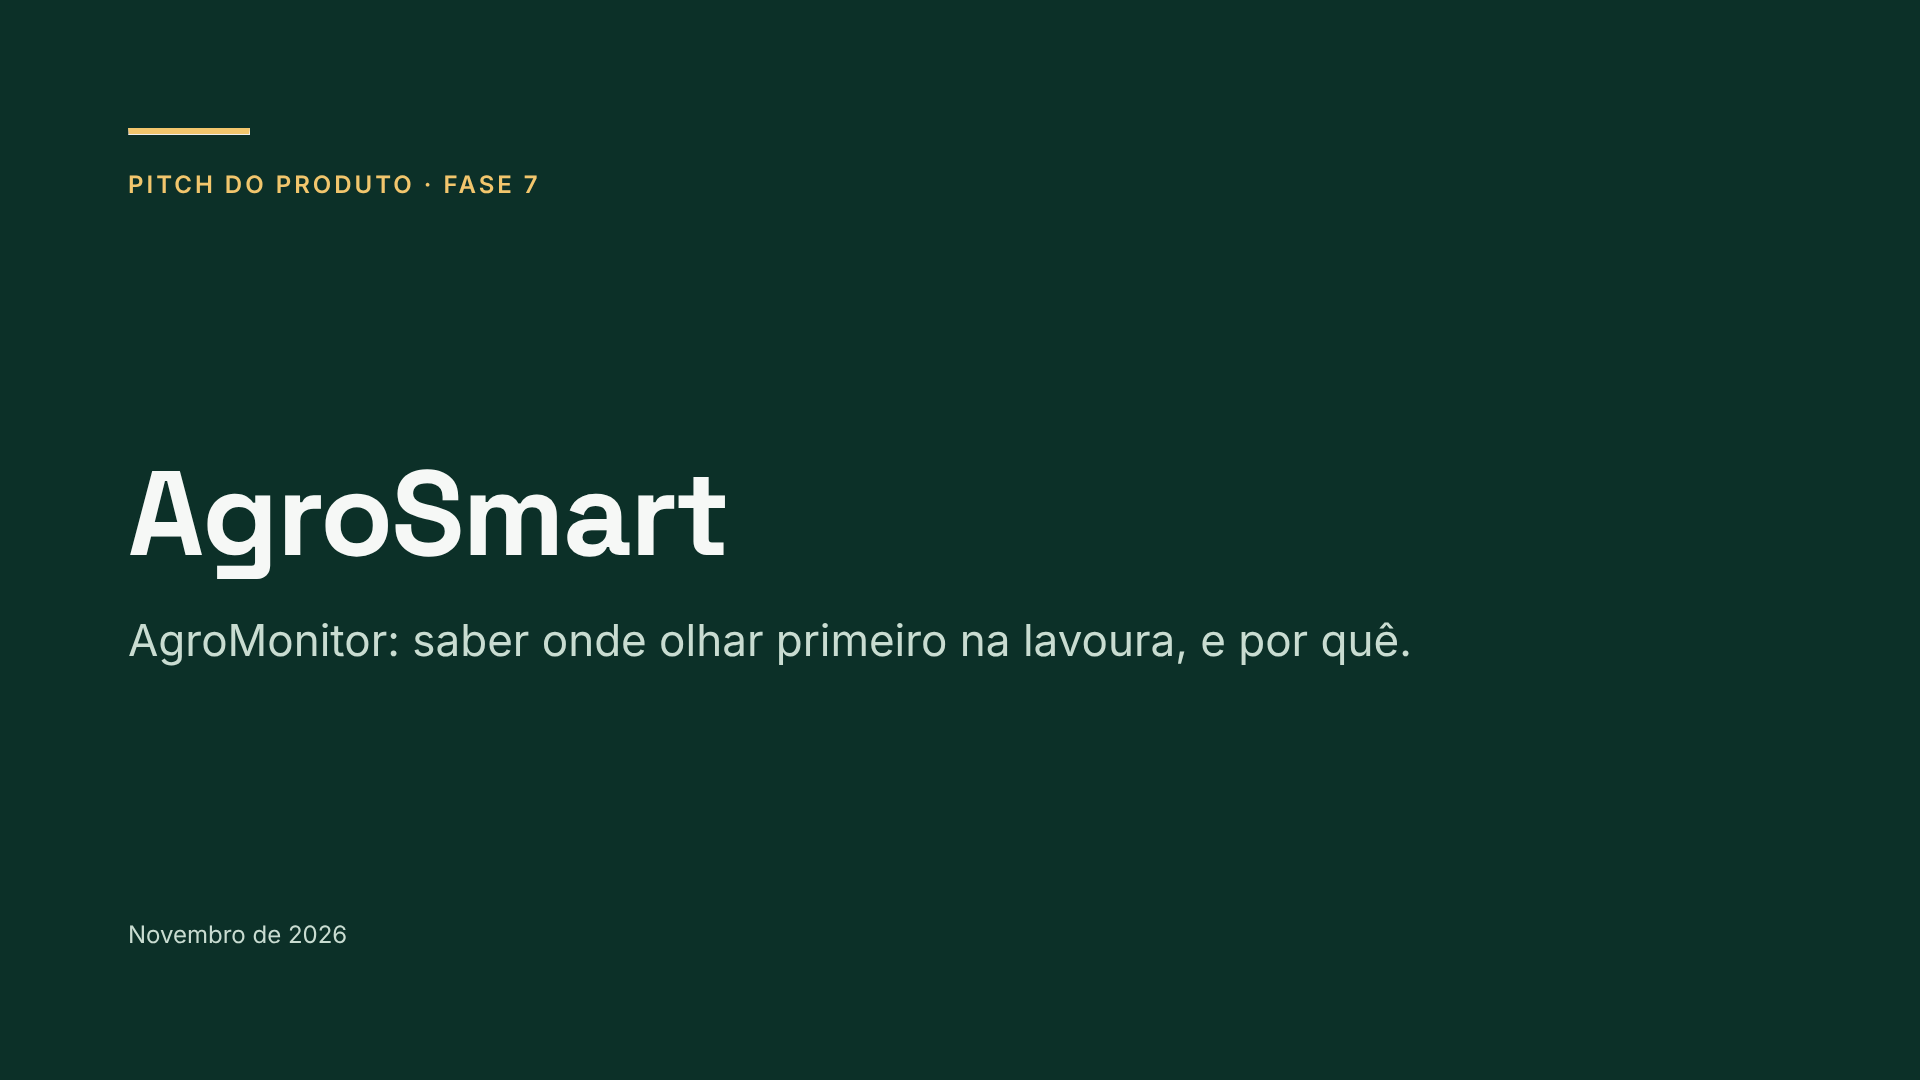 PITCH DO PRODUTO · FASE 7
AgroSmart
AgroMonitor: saber onde olhar primeiro na lavoura, e por quê.
Novembro de 2026